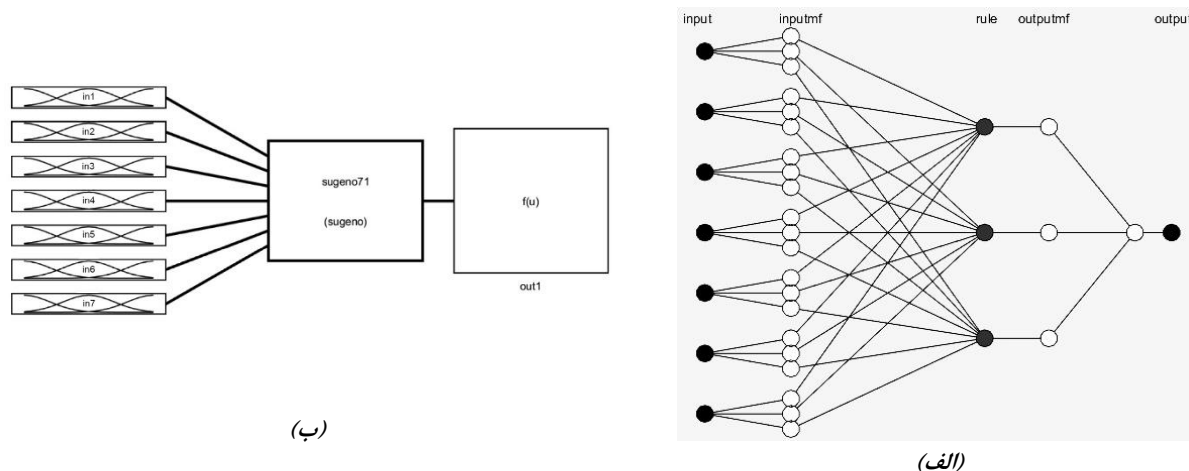 input inputmf rule outputmf output
(الف)
in1
in2
in3
in4
in5
in6
in7
sugeno71
(sugeno)
f(u)
out1
(ب)